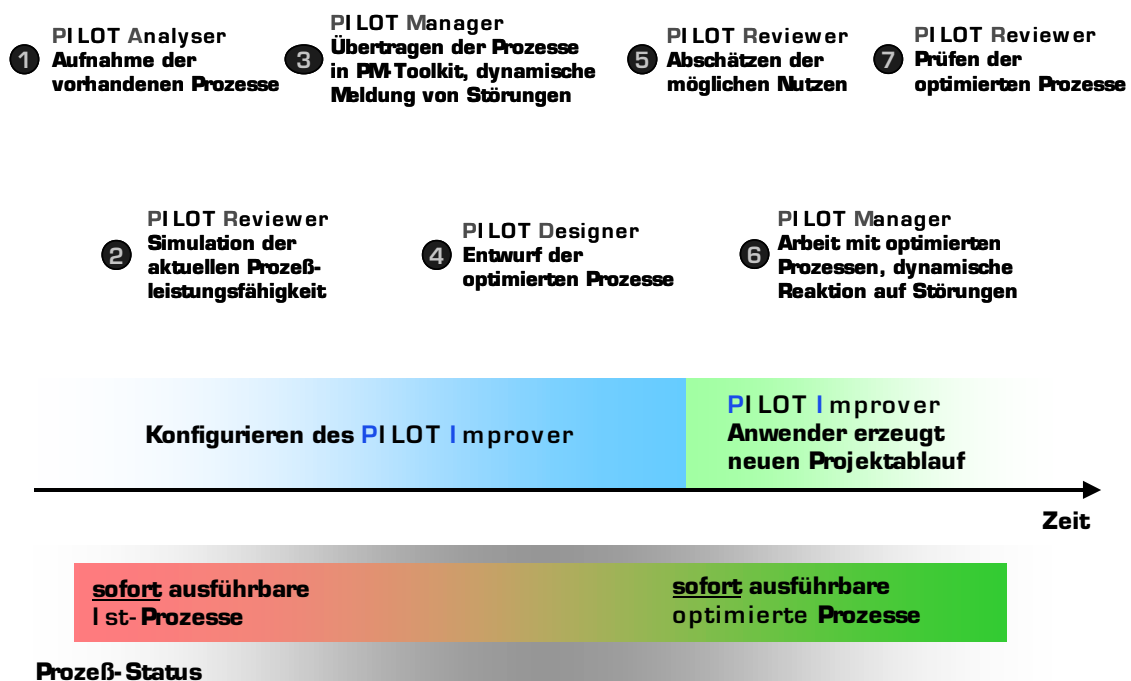 1
PILOT Analyser
Aufnahme der
vorhandenen Prozesse
3
PILOT Manager
Übertragen der Prozesse
in PM-Toolkit, dynamische
Meldung von Störungen
5
PILOT Reviewer
Abschätzen der
möglichen Nutzen
7
PILOT Reviewer
Prüfen der
optimierten Prozesse
2
PILOT Reviewer
Simulation der
aktuellen Prozeß-
leistungsfähigkeit
4
PILOT Designer
Entwurf der
optimierten Prozesse
6
PILOT Manager
Arbeit mit optimierten
Prozessen, dynamische
Reaktion auf Störungen
Konfigurieren des PILOT Improver
PILOT Improver
Anwender erzeugt
neuen Projektablauf
Zeit
sofort ausführbare
Ist-Prozesse
sofort ausführbare
optimierte Prozesse
Prozeß-Status